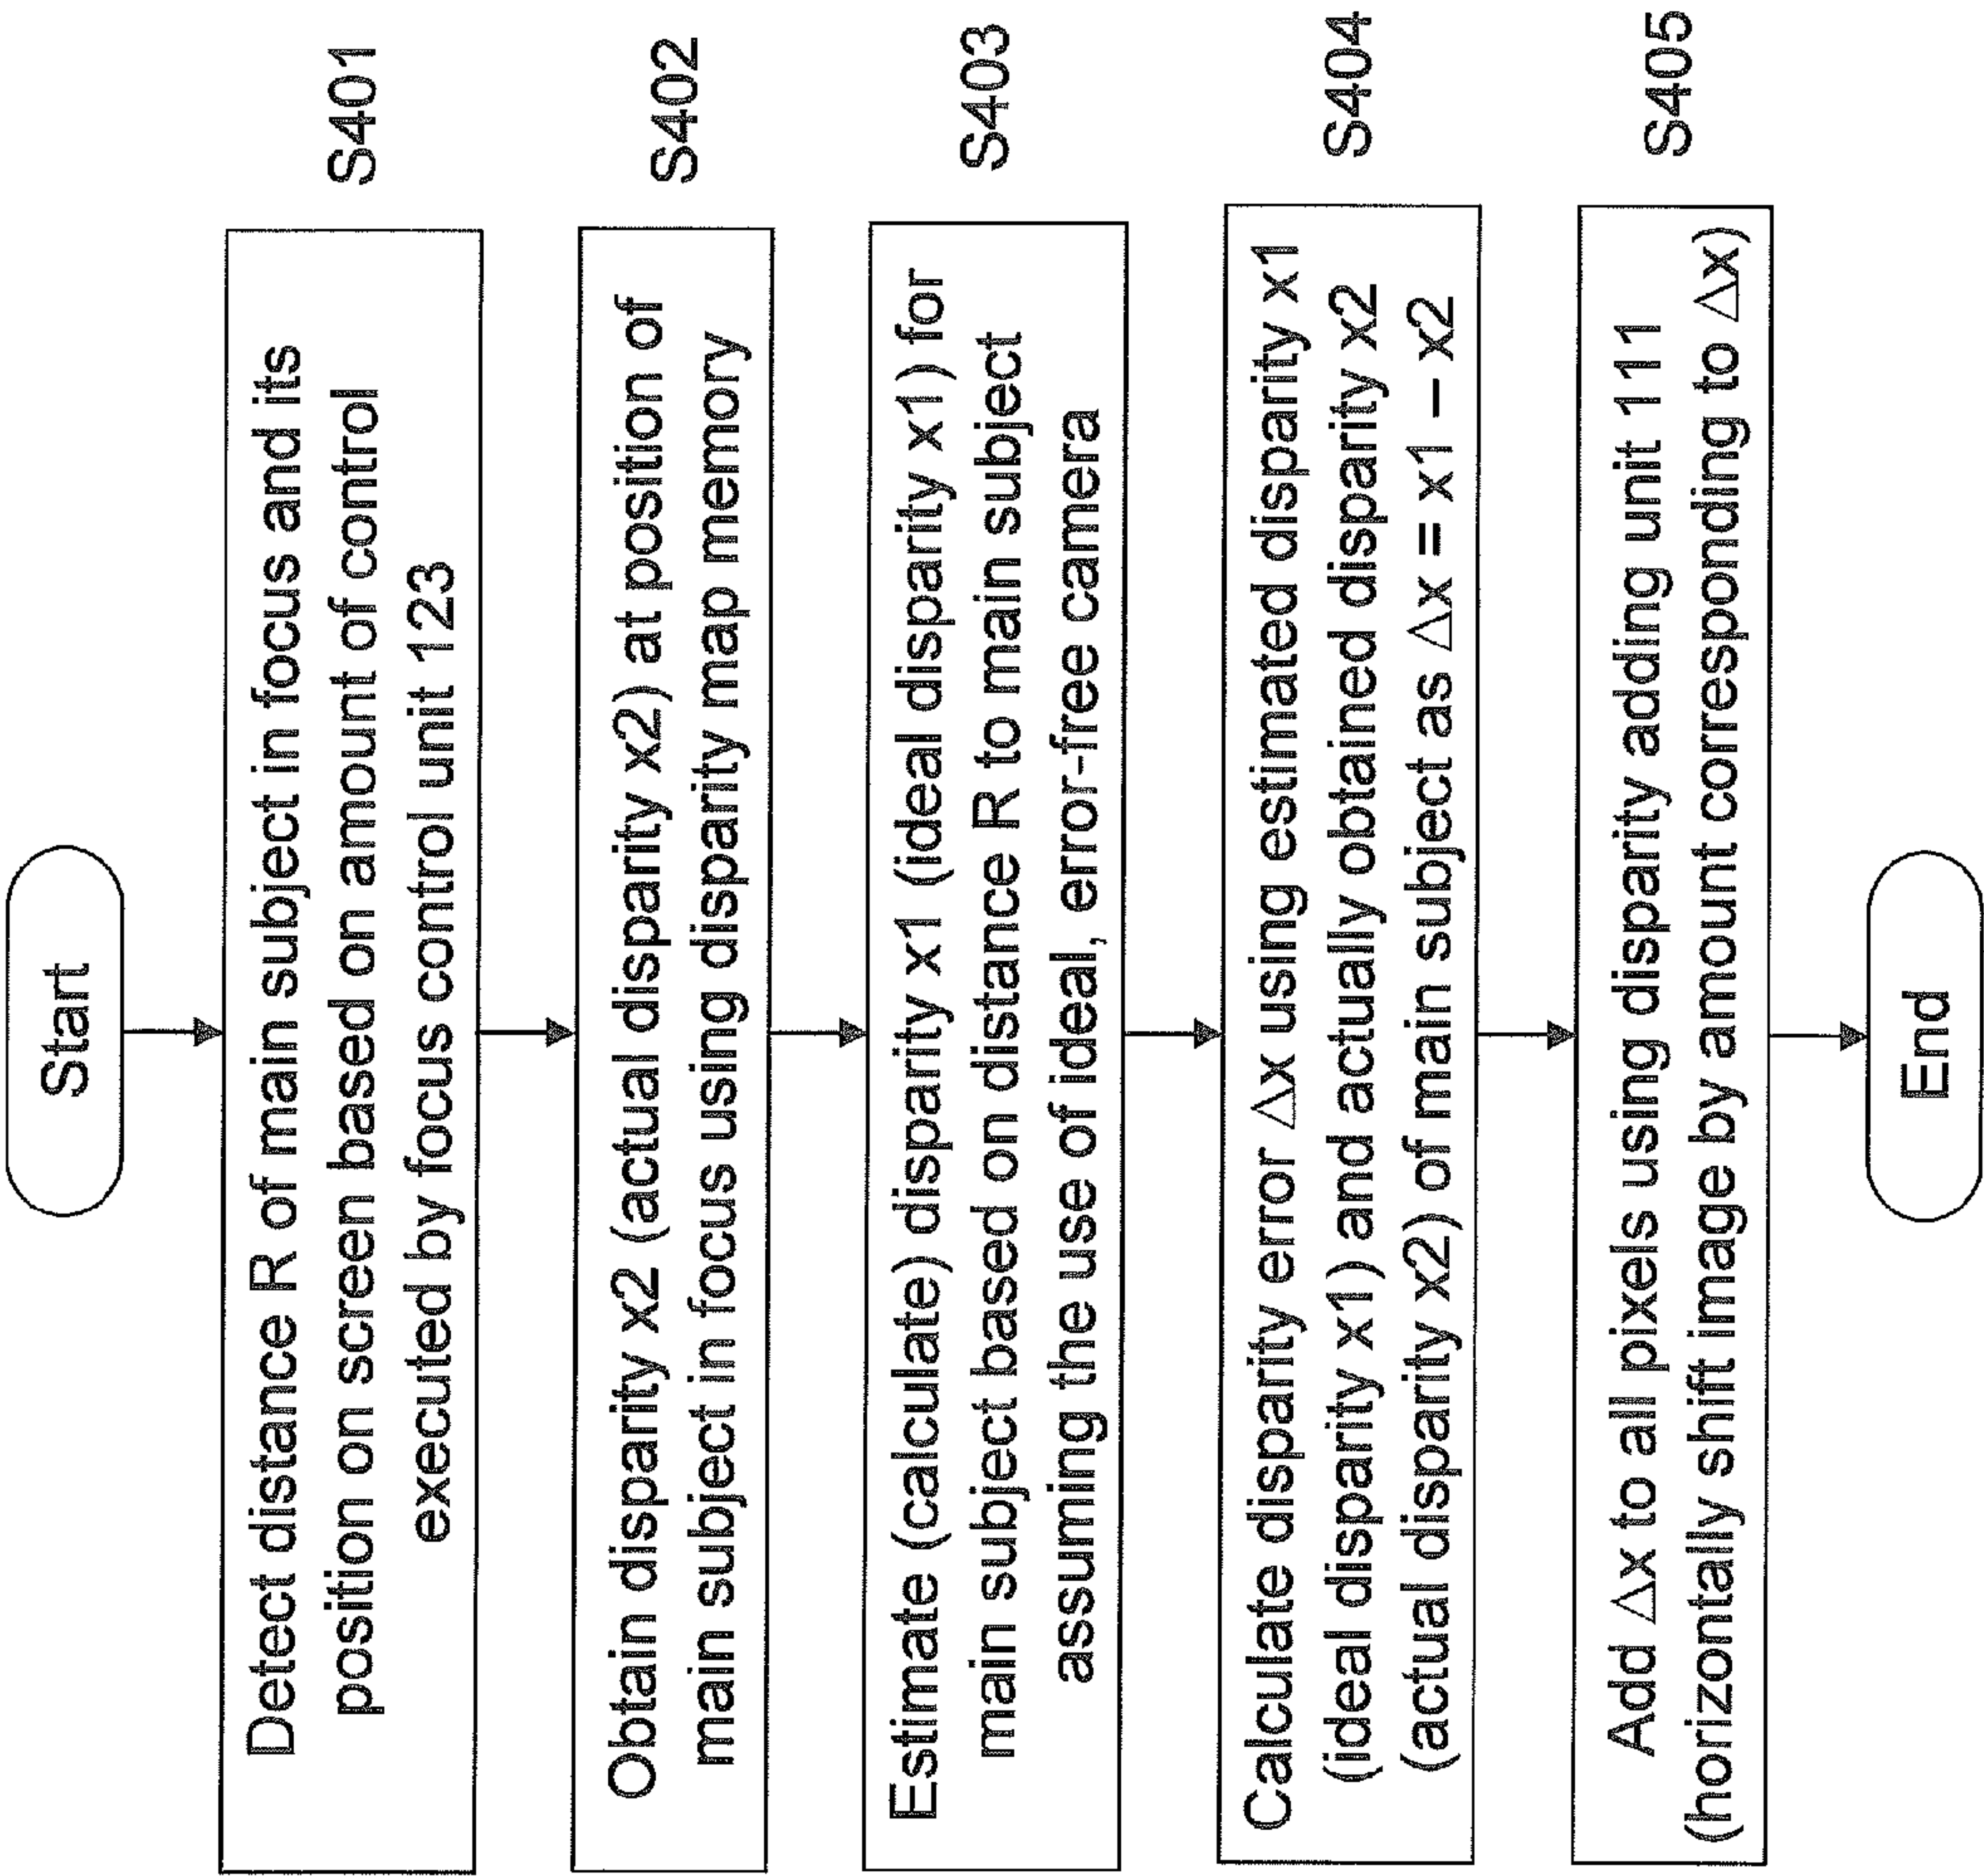 Start
Detect distance R of main subject in focus and its
position on screen based on amount of control
executed by focus control unit 123
S401
Obtain disparity x2 (actual disparity x2) at position of
main subject in focus using disparity map memory
S402
Estimate (calculate) disparity x1 (ideal disparity x1) for
main subject based on distance R to main subject
assuming the use of ideal, error-free camera
S403
Calculate disparity error △x using estimated disparity x1
(ideal disparity x1) and actually obtained disparity x2
(actual disparity x2) of main subject as △x = x1 – x2
S404
Add △x to all pixels using disparity adding unit 111
(horizontally shift image by amount corresponding to △x)
S405
End